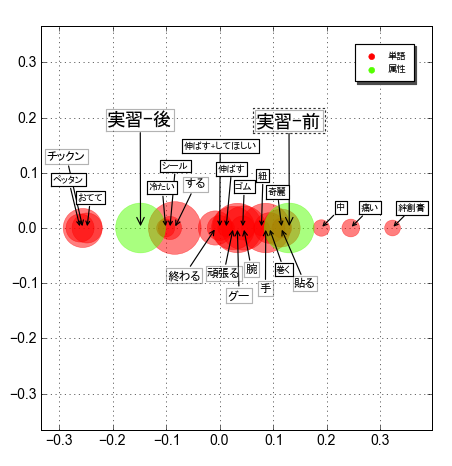 0.3
0.2
0.1
0.0
−0.1
−0.2
−0.3
−0.3
−0.2
−0.1
0.0
0.1
0.2
0.3
単語
属性
実習-後
実習-前
伸ばす+してほしい
チックン
ペッタン
おてて
シール
冷たい
する
伸ばす
ゴム
紐
奇麗
中
痛い
絆創膏
終わる
頑張る
腕
グー
手
巻く
貼る